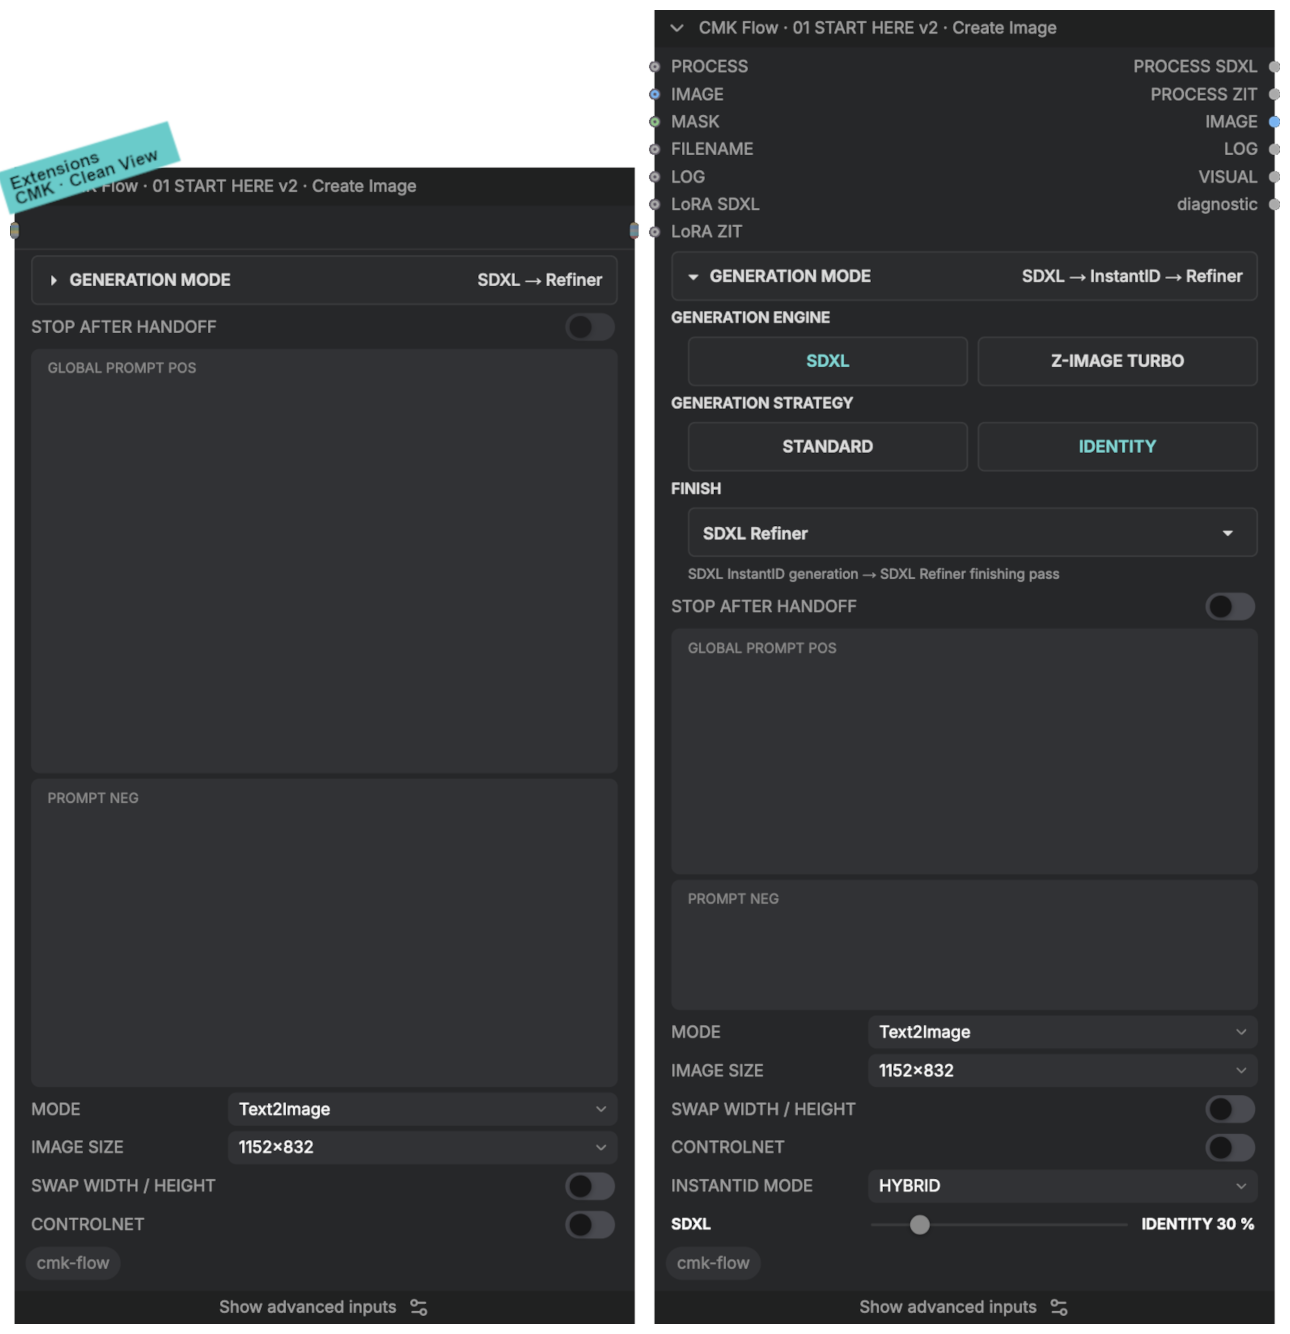 Extensions
CMK · Clean View
Flow · 01 START HERE v2 · Create Image
GENERATION MODE SDXL → Refiner
STOP AFTER HANDOFF
GLOBAL PROMPT POS
PROMPT NEG
MODE Text2Image
IMAGE SIZE 1152×832
SWAP WIDTH / HEIGHT
CONTROLNET
cmk-flow
Show advanced inputs
CMK Flow · 01 START HERE v2 · Create Image
PROCESS PROCESS SDXL
IMAGE PROCESS ZIT
MASK IMAGE
FILENAME LOG
LOG VISUAL
LoRA SDXL diagnostic
LoRA ZIT
GENERATION MODE SDXL → InstantID → Refiner
GENERATION ENGINE
SDXL Z-IMAGE TURBO
GENERATION STRATEGY
STANDARD IDENTITY
FINISH
SDXL Refiner
SDXL InstantID generation → SDXL Refiner finishing pass
STOP AFTER HANDOFF
GLOBAL PROMPT POS
PROMPT NEG
MODE Text2Image
IMAGE SIZE 1152×832
SWAP WIDTH / HEIGHT
CONTROLNET
INSTANTID MODE HYBRID
SDXL IDENTITY 30 %
cmk-flow
Show advanced inputs